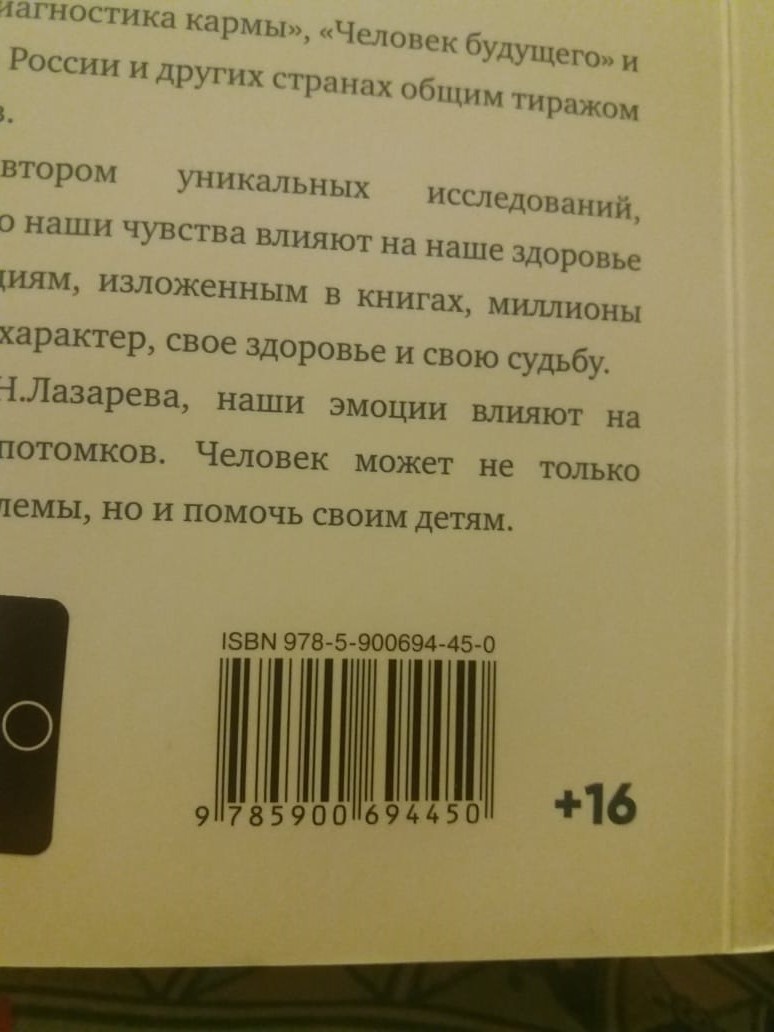 иагностика кармы», «Человек будущего» и
России и других странах общим тиражом
в.
втором уникальных исследований,
о наши чувства влияют на наше здоровье
циям, изложенным в книгах, миллионы
характер, свое здоровье и свою судьбу.
Н.Лазарева, наши эмоции влияют на
потомков. Человек может не только
лемы, но и помочь своим детям.
ISBN 978-5-900694-45-0
9 785900 694450
+16